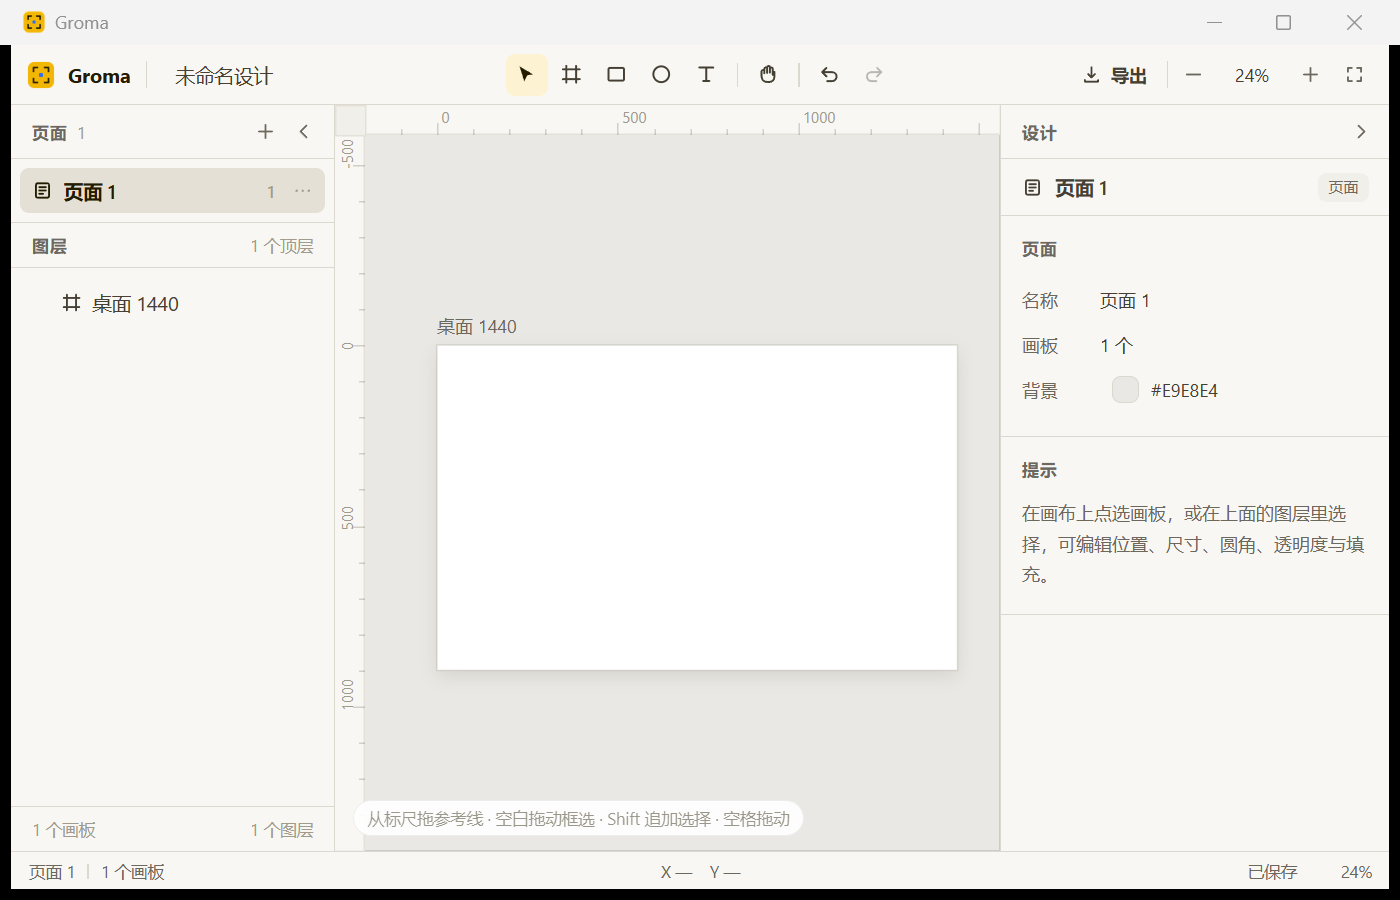 Groma
Groma
未命名设计
导出
24%
页面 1
页面 1
1
···
图层
1 个顶层
桌面 1440
1 个画板
1 个图层
0
500
1000
-500
0
500
1000
桌面 1440
从标尺拖参考线 · 空白拖动框选 · Shift 追加选择 · 空格拖动
设计
页面 1
页面
页面
名称
页面 1
画板
1 个
背景
#E9E8E4
提示
在画布上点选画板，或在上面的图层里选
择，可编辑位置、尺寸、圆角、透明度与填
充。
页面 1
1 个画板
X —
Y —
已保存
24%